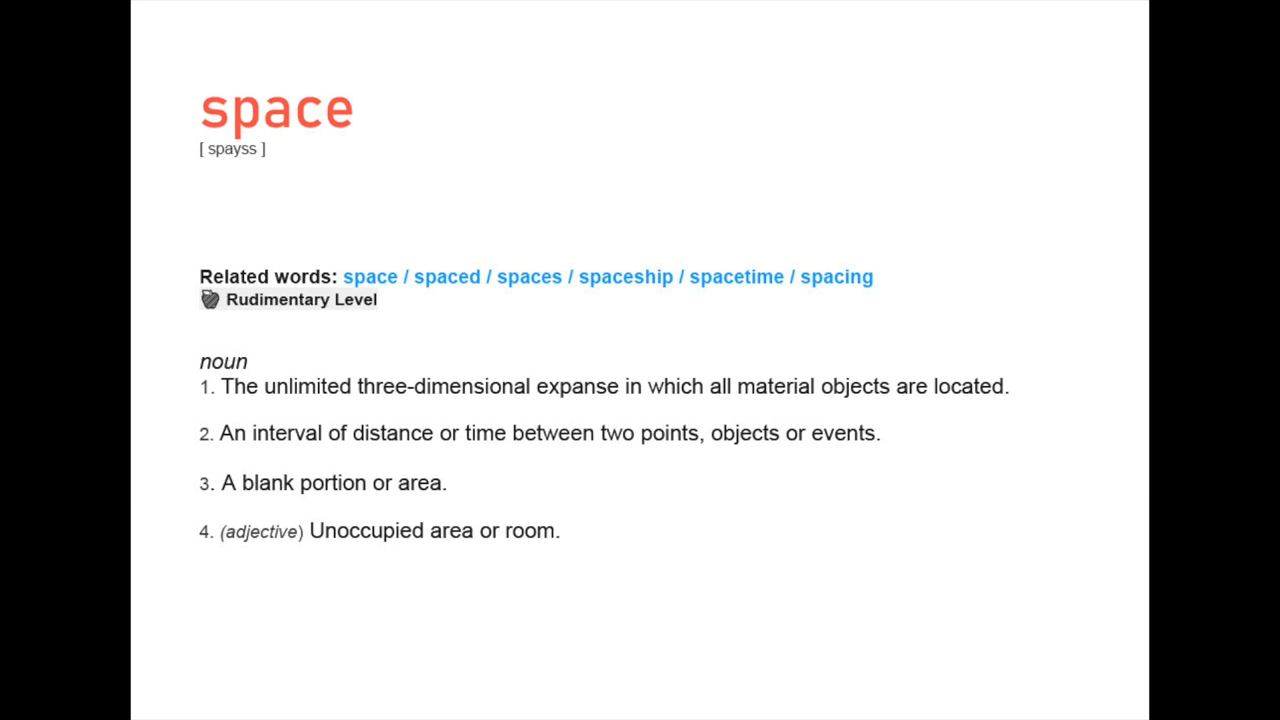 space
[ spayss ]
Related words: space / spaced / spaces / spaceship / spacetime / spacing
Rudimentary Level
noun
1. The unlimited three-dimensional expanse in which all material objects are located.
2. An interval of distance or time between two points, objects or events.
3. A blank portion or area.
4. (adjective) Unoccupied area or room.